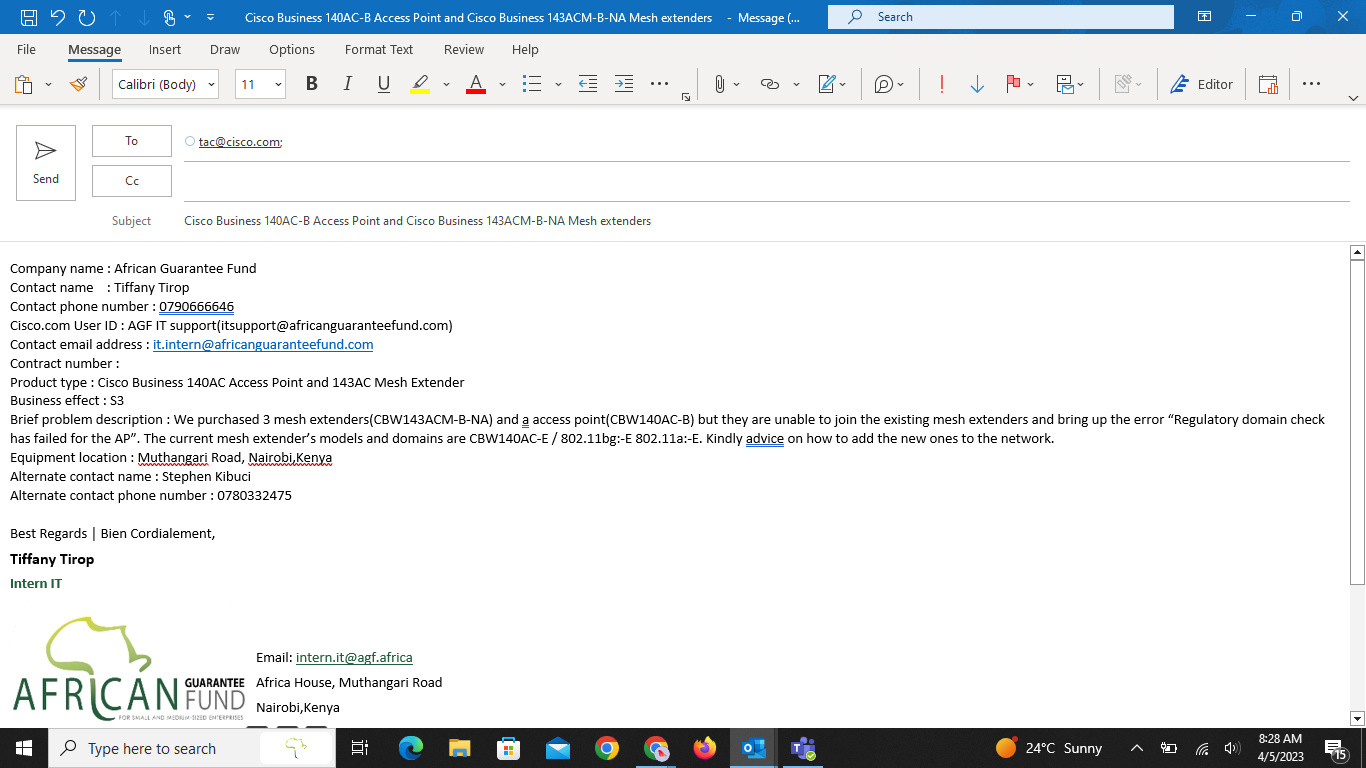 Cisco Business 140AC-B Access Point and Cisco Business 143ACM-B-NA Mesh extenders - Message (...
Search
File Message Insert Draw Options Format Text Review Help
Calibri (Body) 11 B I U A Editor
Send
To
tac@cisco.com;
Cc
Subject
Cisco Business 140AC-B Access Point and Cisco Business 143ACM-B-NA Mesh extenders
Company name : African Guarantee Fund
Contact name : Tiffany Tirop
Contact phone number : 0790666646
Cisco.com User ID : AGF IT support(itsupport@africanguaranteefund.com)
Contact email address : it.intern@africanguaranteefund.com
Contract number :
Product type : Cisco Business 140AC Access Point and 143AC Mesh Extender
Business effect : S3
Brief problem description : We purchased 3 mesh extenders(CBW143ACM-B-NA) and a access point(CBW140AC-B) but they are unable to join the existing mesh extenders and bring up the error “Regulatory domain check
has failed for the AP”. The current mesh extender’s models and domains are CBW140AC-E / 802.11bg:-E 802.11a:-E. Kindly advice on how to add the new ones to the network.
Equipment location : Muthangari Road, Nairobi,Kenya
Alternate contact name : Stephen Kibuci
Alternate contact phone number : 0780332475
Best Regards | Bien Cordialement,
Tiffany Tirop
Intern IT
AFRICAN GUARANTEE FUND
FOR SMALL AND MEDIUM-SIZED ENTERPRISES
Email: intern.it@agf.africa
Africa House, Muthangari Road
Nairobi,Kenya
Type here to search
24°C Sunny
8:28 AM
4/5/2023
15